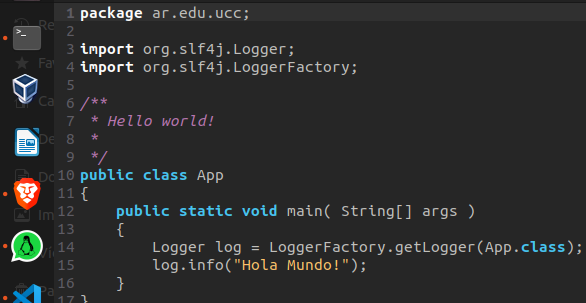 1 package ar.edu.ucc;
2
3 import org.slf4j.Logger;
4 import org.slf4j.LoggerFactory;
5
6 /**
7  * Hello world!
8  *
9  */
10 public class App
11 {
12     public static void main( String[] args )
13     {
14         Logger log = LoggerFactory.getLogger(App.class);
15         log.info("Hola Mundo!");
16     }
17 }